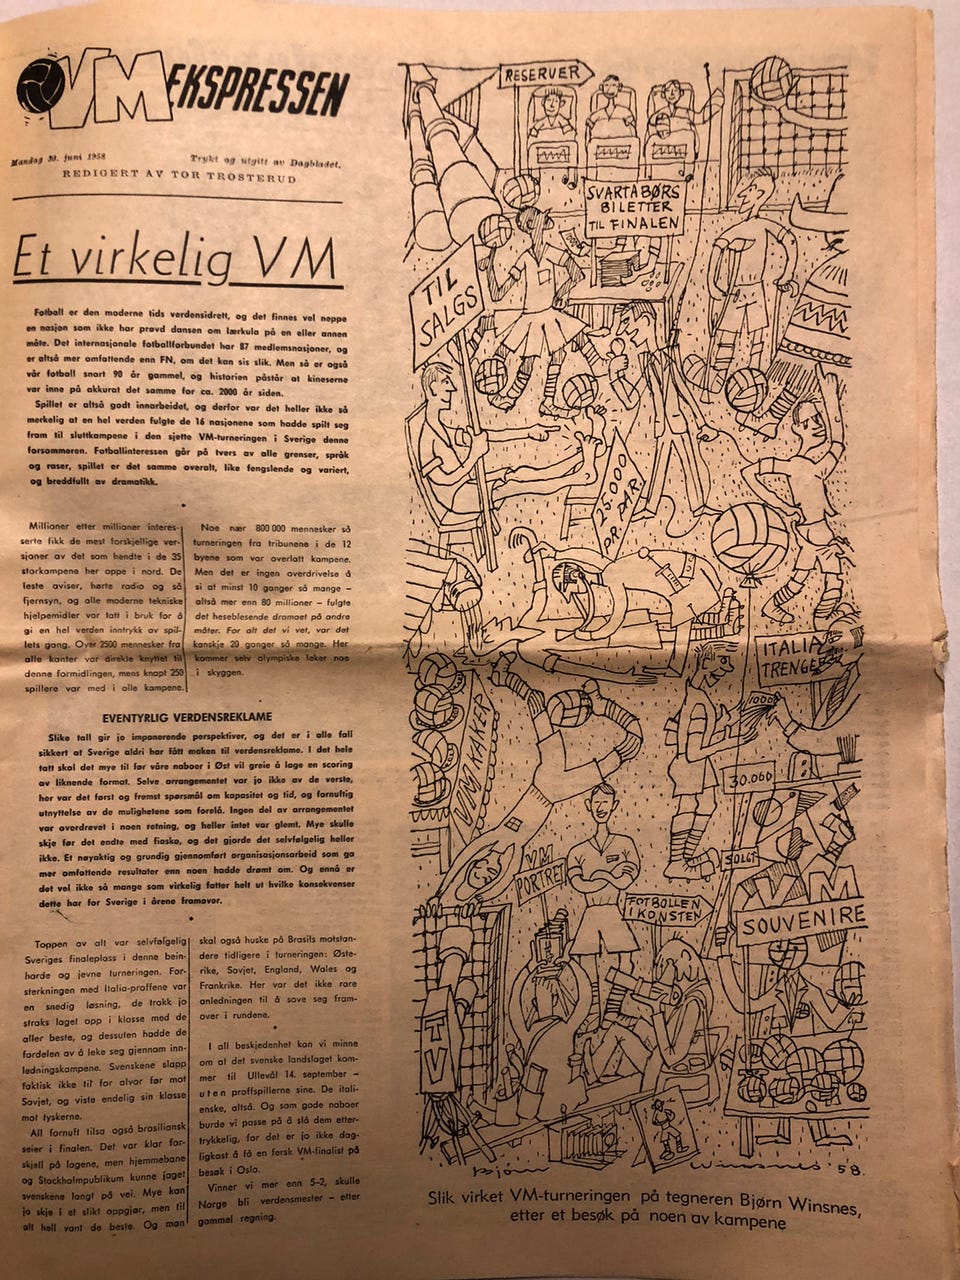 VM EKSPRESSEN
Mandag 30. juni 1958 Trykt og utgitt av Dagbladet.
REDIGERT AV TOR TROSTERUD
Et virkelig VM
Fotball er den moderne tids verdensidrett, og det finnes vel neppe
en nasjon som ikke har prøvd dansen om lærkula på en eller annen
måte. Det internasjonale fotballforbundet har 87 medlemsnasjoner, og
er altså mer omfattende enn FN, om det kan sis slik. Men så er også
vår fotball snart 90 år gammel, og historien påstår at kineserne
var inne på akkurat det samme for ca. 2000 år siden.
Spillet er altså godt innarbeidet, og derfor var det heller ikke så
merkelig at en hel verden fulgte de 16 nasjonene som hadde spilt seg
fram til sluttkampene i den sjette VM-turneringen i Sverige denne
forsommeren. Fotballinteressen går på tvers av alle grenser, språk
og raser, spillet er det samme overalt, like fengslende og variert,
og breddfullt av dramatikk.
Millioner etter millioner interes-
serte fikk de mest forskjellige ver-
sjoner av det som hendte i de 35
storkampene her oppe i nord. De
leste aviser, hørte radio og så
fjernsyn, og alle moderne tekniske
hjelpemidler var tatt i bruk for å
gi en hel verden inntrykk av spil-
lets gang. Over 2500 mennesker fra
alle kanter var direkte knyttet til
denne formidlingen, mens knapt 250
spillere var med i alle kampene.
Noe nær 800 000 mennesker så
turneringen fra tribunene i de 12
byene som var overlatt kampene.
Men det er ingen overdrivelse å
si at minst 10 ganger så mange –
altså mer enn 80 millioner – fulgte
det heseblesende dramaet på andre
måter. For alt det vi vet, var det
kanskje 20 ganger så mange. Her
kommer selv olympiske leker noe
i skyggen.
EVENTYRLIG VERDENSREKLAME
Slike tall gir jo imponerende perspektiver, og det er i alle fall
sikkert at Sverige aldri har fått maken til verdensreklame. I det hele
tatt skal det mye til før våre naboer i Øst vil greie å lage en scoring
av liknende format. Selve arrangementet var jo ikke av de verste,
her var det først og fremst spørsmål om kapasitet og tid, og fornuftig
utnyttelse av de mulighetene som forelå. Ingen del av arrangementet
var overdrevet i noen retning, og heller intet var glemt. Mye skulle
skje før det endte med fiasko, og det gjorde det selvfølgelig heller
ikke. Et nøyaktig og grundig gjennomført organisasjonsarbeid som ga
mer omfattende resultater enn noen hadde drømt om. Og ennå er
det vel ikke så mange som virkelig fatter helt ut hvilke konsekvenser
dette har for Sverige i årene framover.
Toppen av alt var selvfølgelig
Sveriges finaleplass i denne bein-
harde og jevne turneringen. For-
sterkningen med Italia-proffene var
en snedig løsning, de trakk jo
straks laget opp i klasse med de
aller beste, og dessuten hadde de
fordelen av å leke seg gjennom inn-
ledningskampene. Svenskene slapp
faktisk ikke til for alvor før mot
Sovjet, og viste endelig sin klasse
mot tyskerne.
All fornuft tilsa også brasiliansk
seier i finalen. Det var klar for-
skjell på lagene, men hjemmebane
og Stockholmpublikum kunne jaget
svenskene langt på vei. Mye kan
jo skje i et slikt oppgjør, men til
alt hell vant de beste. Og man
skal også huske på Brasils motstan-
dere tidligere i turneringen: Øste-
rike, Sovjet, England, Wales og
Frankrike. Her var det ikke rare
anledningen til å sove seg fram-
over i rundene.
I all beskjedenhet kan vi minne
om at det svenske landslaget kom-
mer til Ullevål 14. september –
uten proffspillerne sine. De itali-
enske, altså. Og som gode naboer
burde vi passe på å slå dem efter-
trykkelig, for det er jo ikke dag-
ligkost å få en fersk VM-finalist på
besøk i Oslo.
Vinner vi mer enn 5–2, skulle
Norge bli verdensmester – etter
gammel regning.
RESERVER
SVARTABØRS
BILETTER
TIL FINALEN
TIL
SALGS
25000
PR. PAR.
ITALIA
TRENGER
1000
VM KAKER
30.000
SOLGT
VM
PORTRET
FOTBOLLEN
I KONSTEN
VM
SOUVENIRE
TV
Bjørn Winsnes 58.
Slik virket VM-turneringen på tegneren Bjørn Winsnes,
etter et besøk på noen av kampene